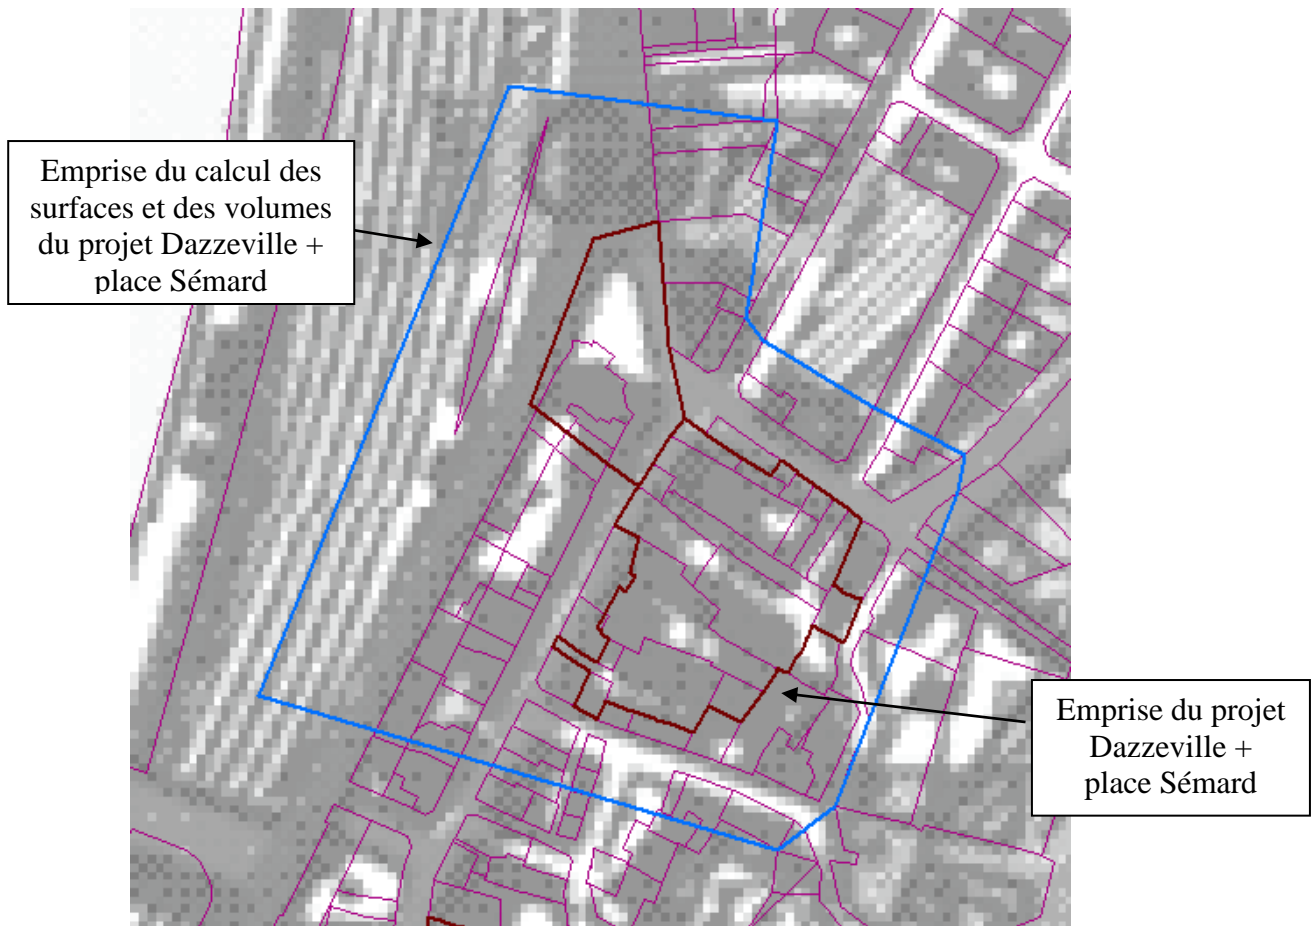 Emprise du calcul des
surfaces et des volumes
du projet Dazzeville +
place Sémard
Emprise du projet
Dazzeville +
place Sémard